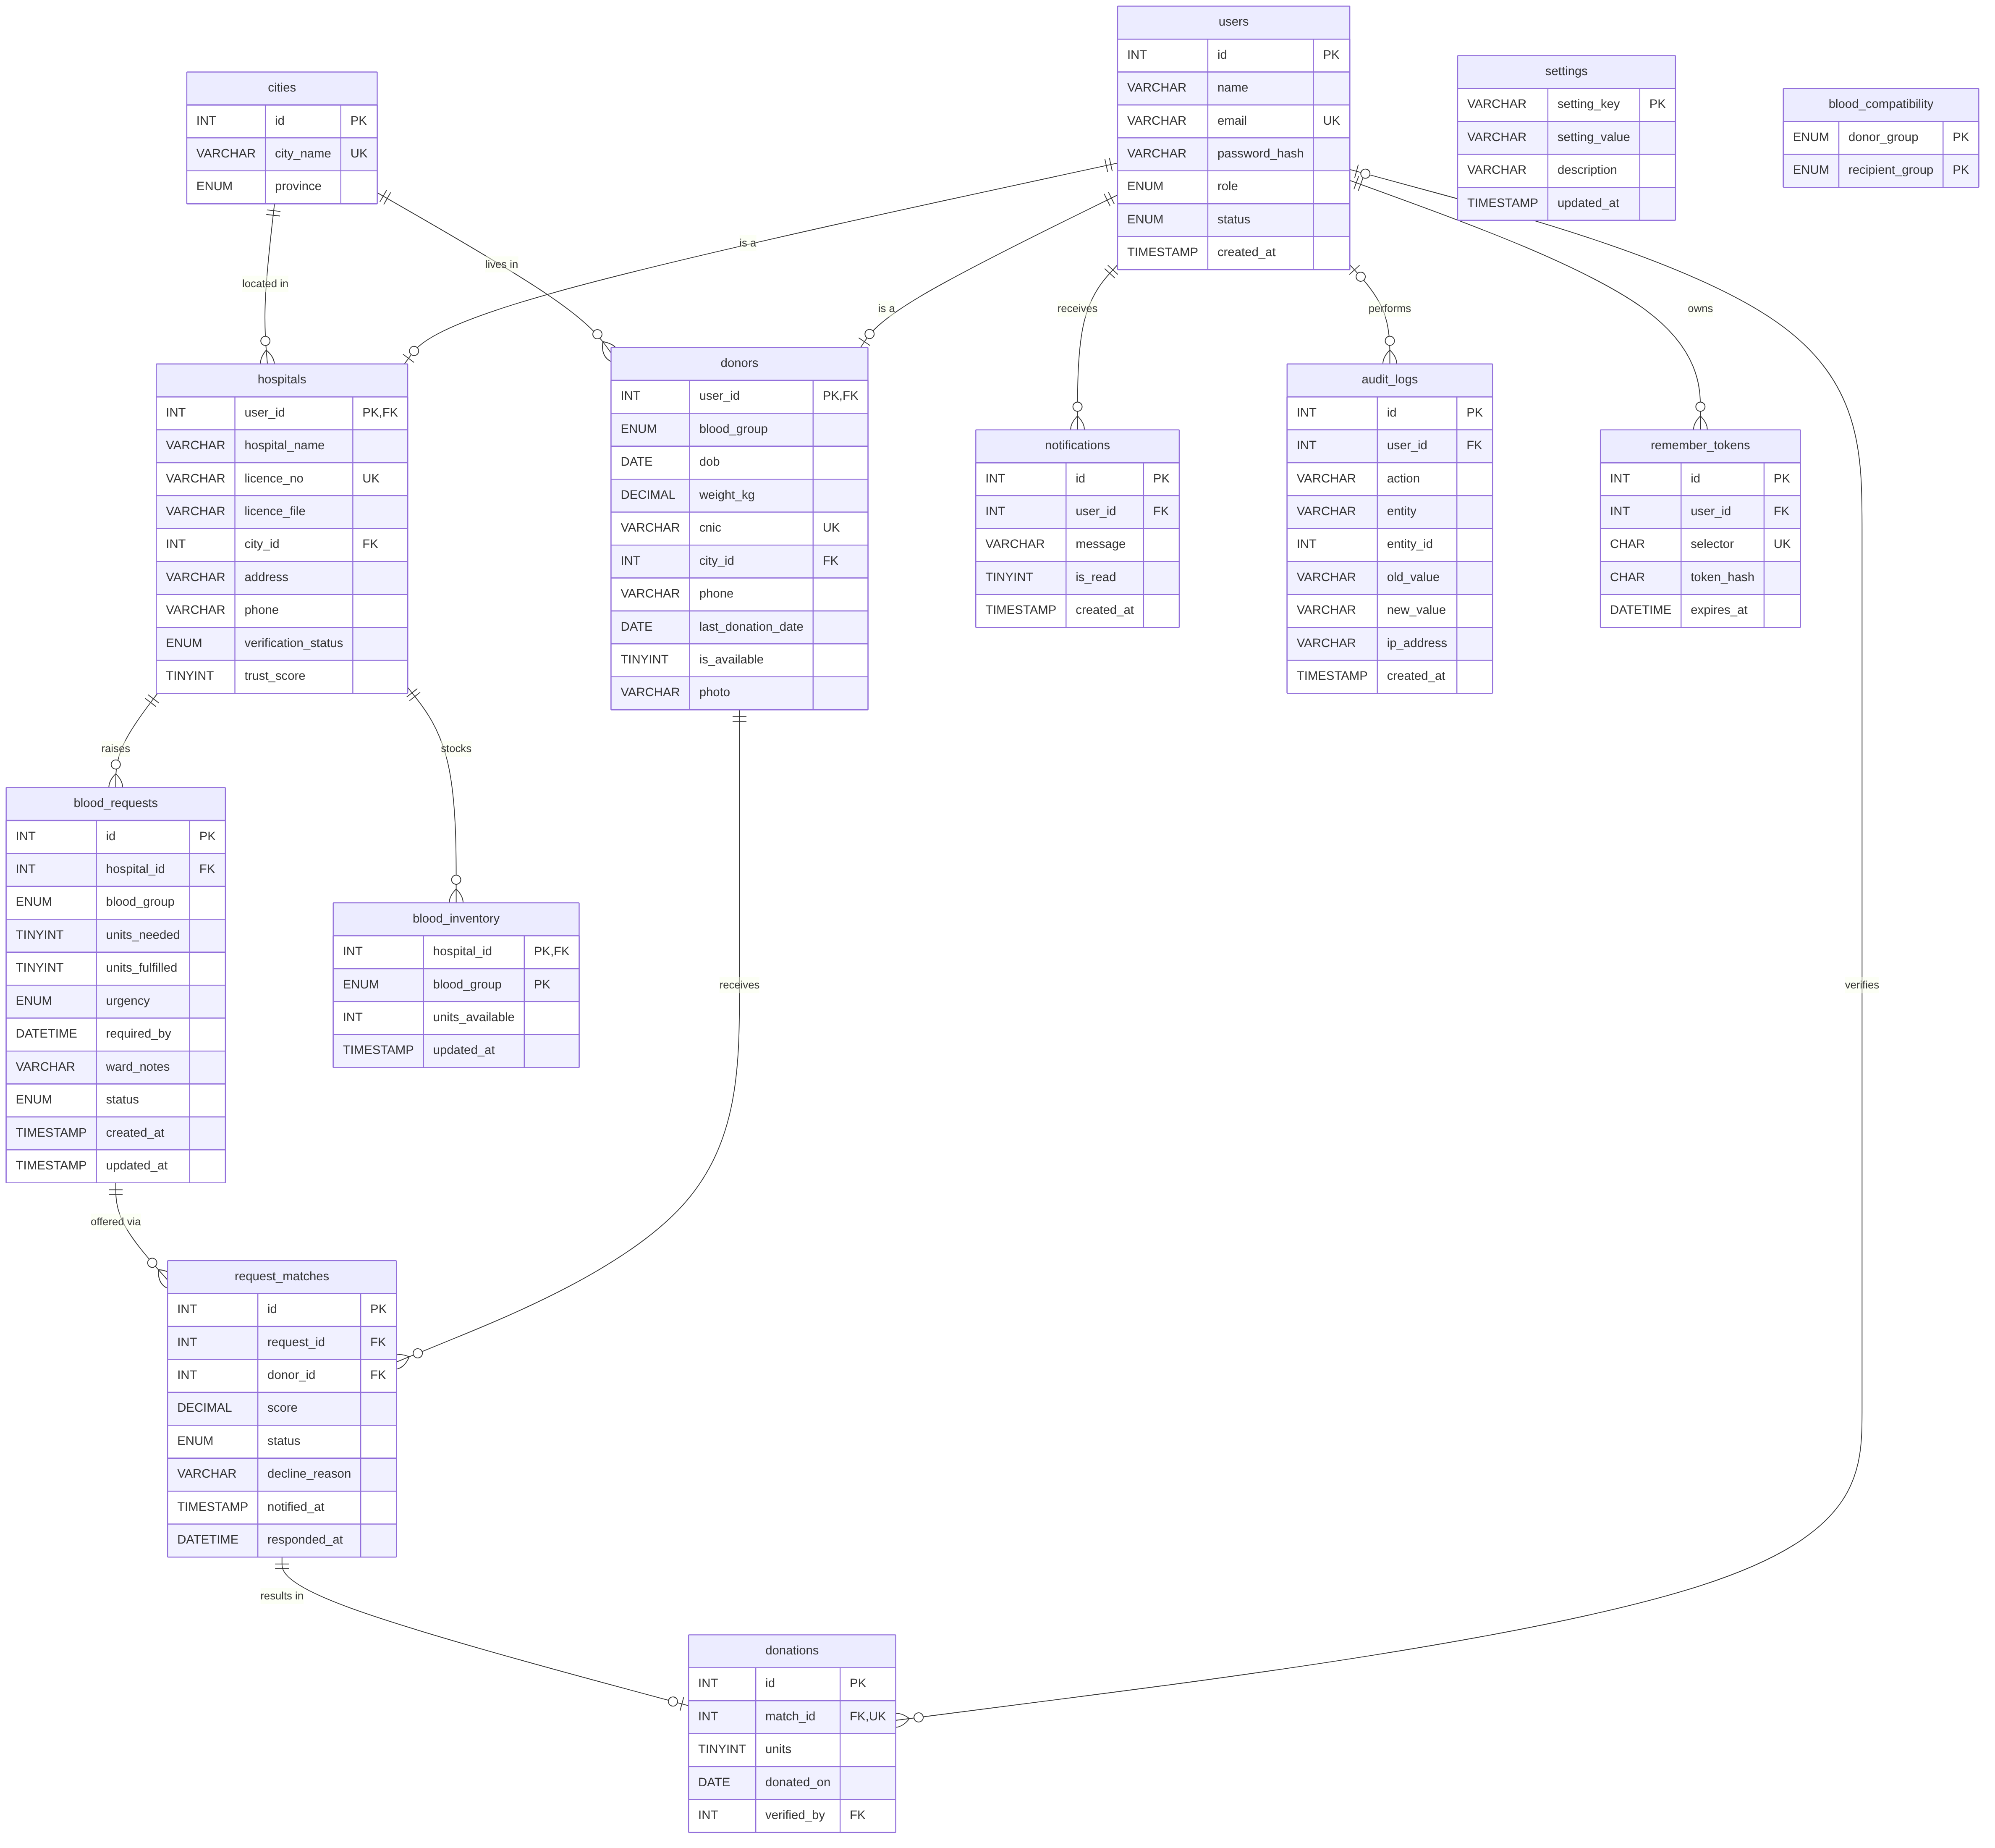 users
INT id PK
VARCHAR name
VARCHAR email UK
VARCHAR password_hash
ENUM role
ENUM status
TIMESTAMP created_at
settings
VARCHAR setting_key PK
VARCHAR setting_value
VARCHAR description
TIMESTAMP updated_at
blood_compatibility
ENUM donor_group PK
ENUM recipient_group PK
cities
INT id PK
VARCHAR city_name UK
ENUM province
is a
lives in
located in
is a
receives
performs
owns
hospitals
INT user_id PK,FK
VARCHAR hospital_name
VARCHAR licence_no UK
VARCHAR licence_file
INT city_id FK
VARCHAR address
VARCHAR phone
ENUM verification_status
TINYINT trust_score
donors
INT user_id PK,FK
ENUM blood_group
DATE dob
DECIMAL weight_kg
VARCHAR cnic UK
INT city_id FK
VARCHAR phone
DATE last_donation_date
TINYINT is_available
VARCHAR photo
notifications
INT id PK
INT user_id FK
VARCHAR message
TINYINT is_read
TIMESTAMP created_at
audit_logs
INT id PK
INT user_id FK
VARCHAR action
VARCHAR entity
INT entity_id
VARCHAR old_value
VARCHAR new_value
VARCHAR ip_address
TIMESTAMP created_at
remember_tokens
INT id PK
INT user_id FK
CHAR selector UK
CHAR token_hash
DATETIME expires_at
raises
stocks
blood_requests
INT id PK
INT hospital_id FK
ENUM blood_group
TINYINT units_needed
TINYINT units_fulfilled
ENUM urgency
DATETIME required_by
VARCHAR ward_notes
ENUM status
TIMESTAMP created_at
TIMESTAMP updated_at
blood_inventory
INT hospital_id PK,FK
ENUM blood_group PK
INT units_available
TIMESTAMP updated_at
receives
verifies
offered via
request_matches
INT id PK
INT request_id FK
INT donor_id FK
DECIMAL score
ENUM status
VARCHAR decline_reason
TIMESTAMP notified_at
DATETIME responded_at
results in
donations
INT id PK
INT match_id FK,UK
TINYINT units
DATE donated_on
INT verified_by FK